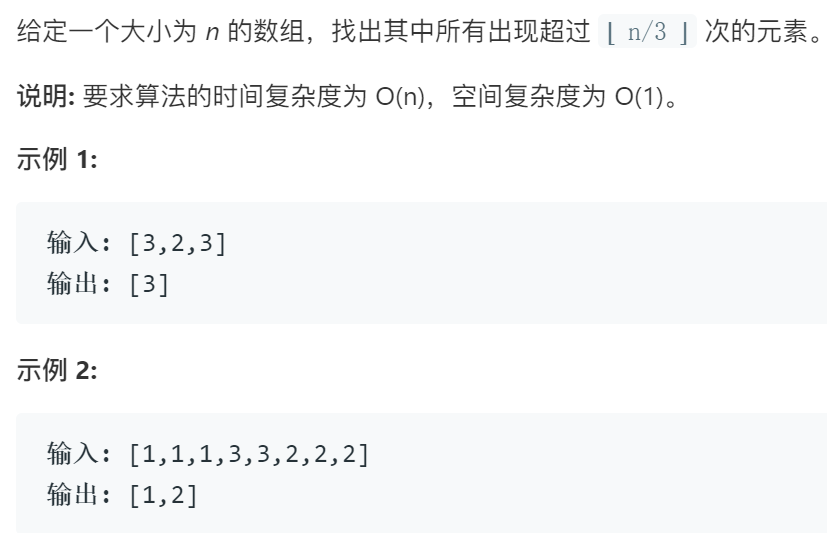 给定一个大小为 n 的数组，找出其中所有出现超过 ⌊ n/3 ⌋ 次的元素。
说明: 要求算法的时间复杂度为 O(n)，空间复杂度为 O(1)。
示例 1:
输入: [3,2,3]
输出: [3]
示例 2:
输入: [1,1,1,3,3,2,2,2]
输出: [1,2]